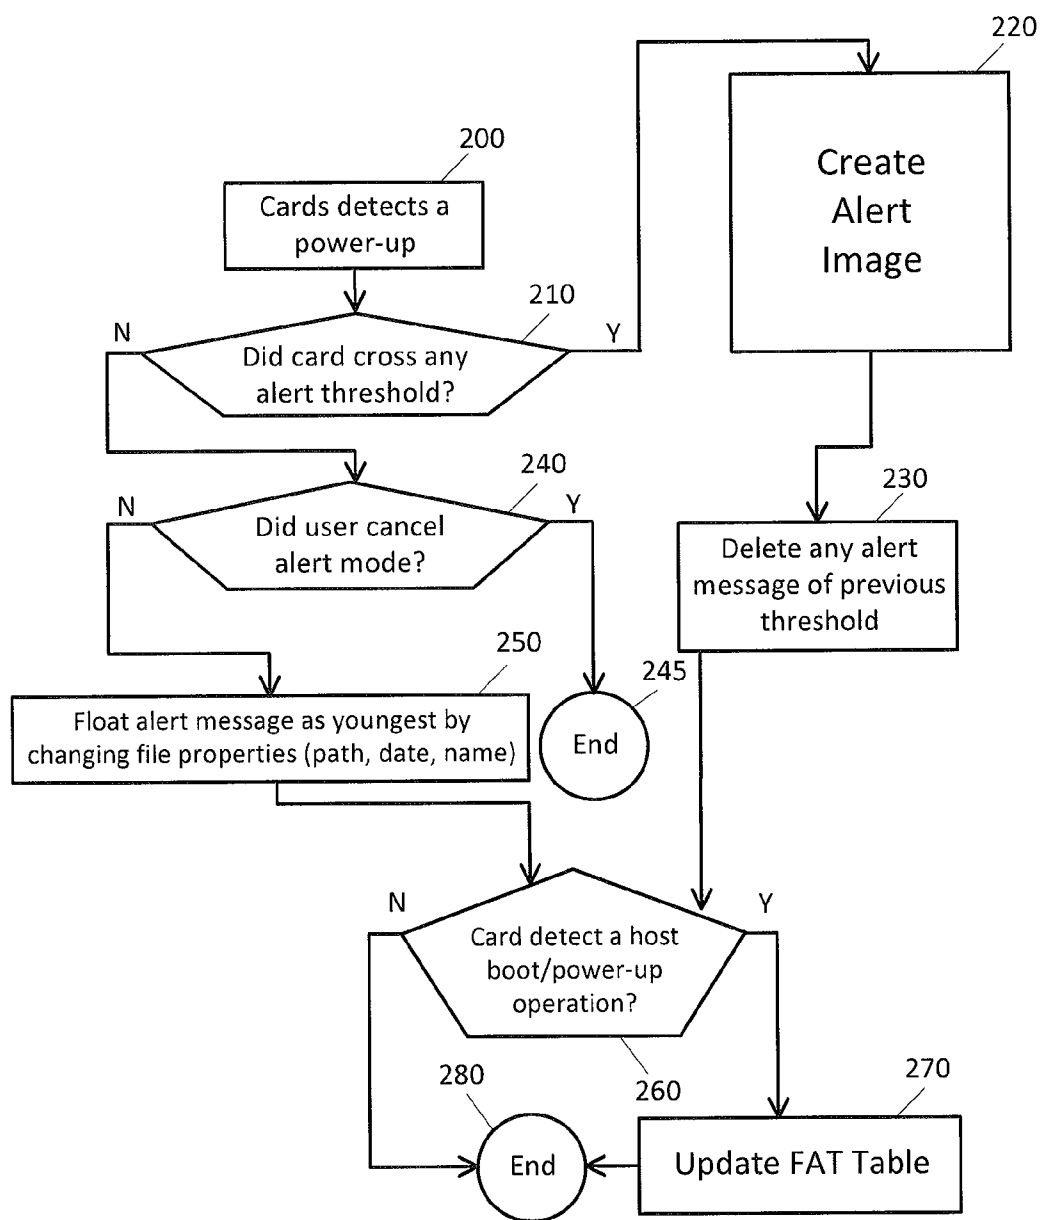 220
Create
Alert
Image
200
Cards detects a
power-up
210
N
Y
Did card cross any
alert threshold?
240
N
Y
Did user cancel
alert mode?
230
Delete any alert
message of previous
threshold
250
Float alert message as youngest by
changing file properties (path, date, name)
245
End
N
Y
Card detect a host
boot/power-up
operation?
260
280
End
270
Update FAT Table